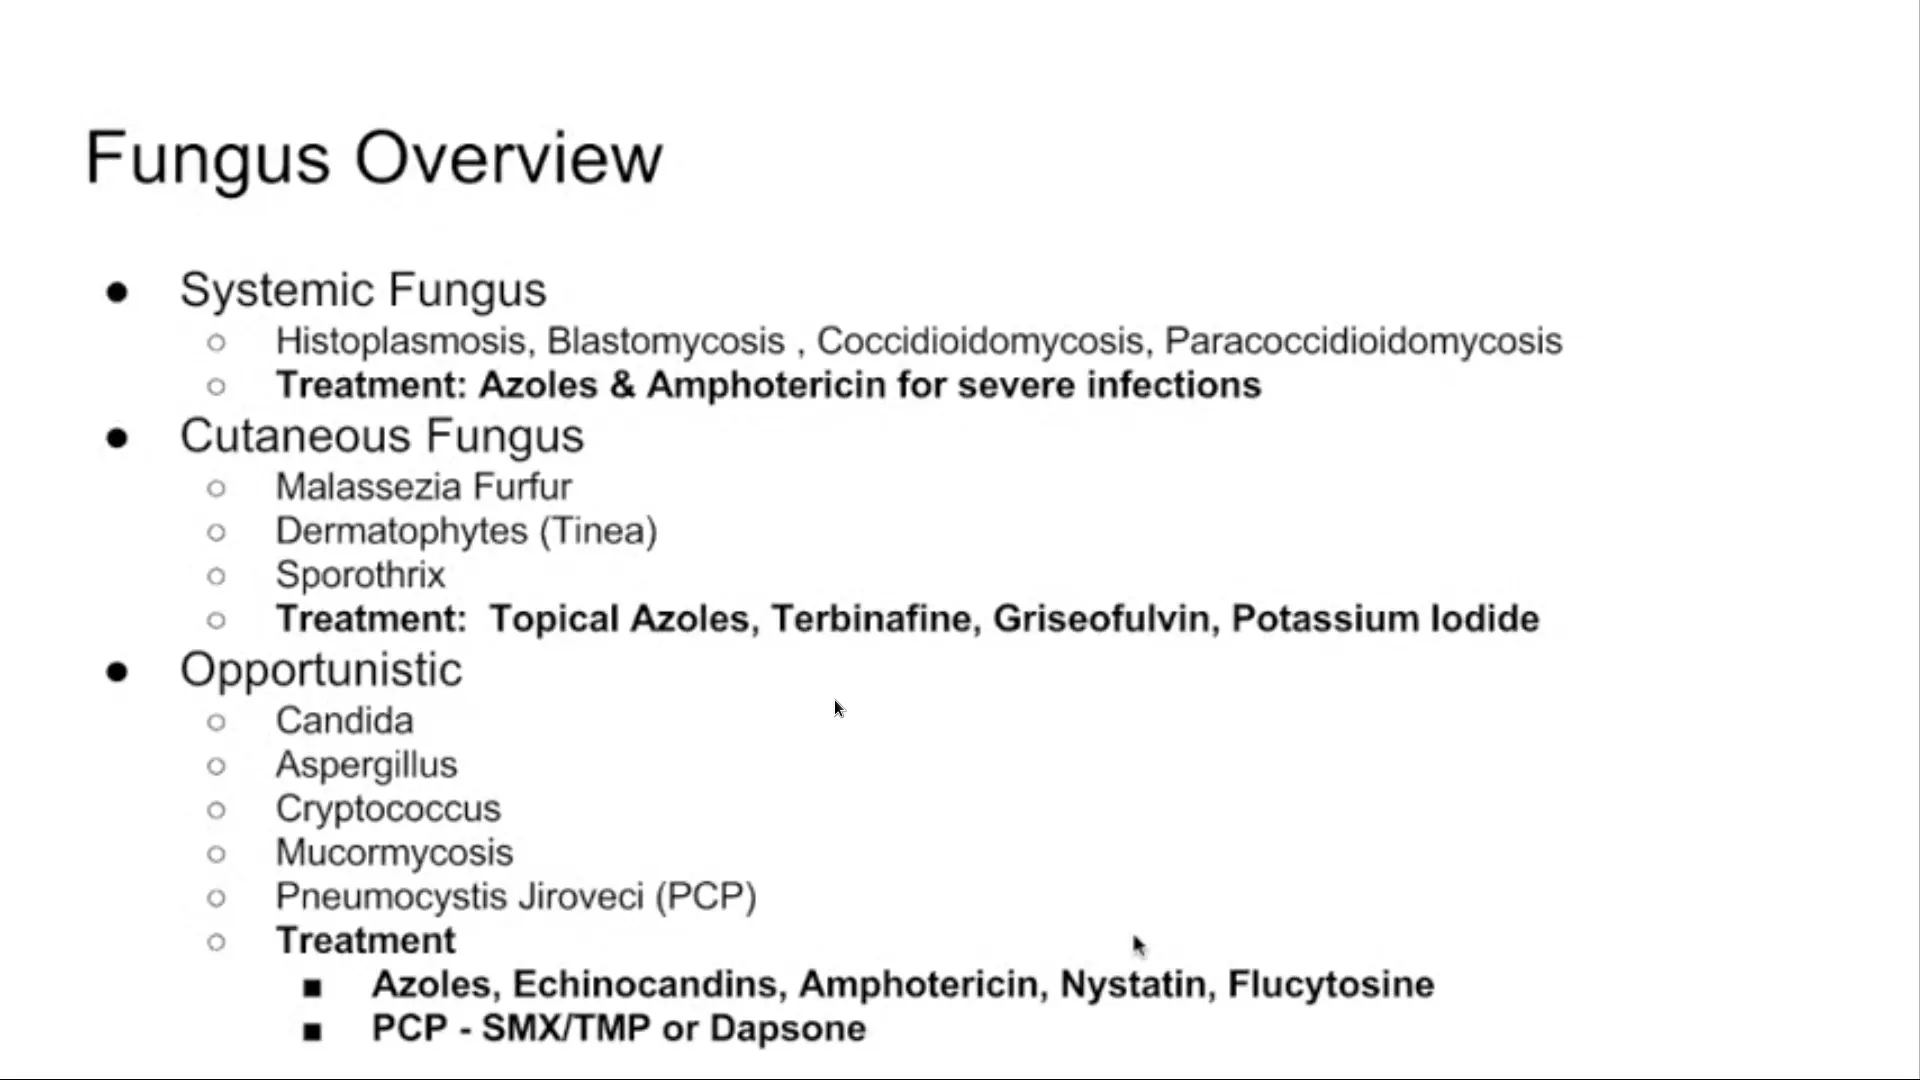 Fungus Overview
● Systemic Fungus
○ Histoplasmosis, Blastomycosis , Coccidioidomycosis, Paracoccidioidomycosis
○ Treatment: Azoles & Amphotericin for severe infections
● Cutaneous Fungus
○ Malassezia Furfur
○ Dermatophytes (Tinea)
○ Sporothrix
○ Treatment:  Topical Azoles, Terbinafine, Griseofulvin, Potassium Iodide
● Opportunistic
○ Candida
○ Aspergillus
○ Cryptococcus
○ Mucormycosis
○ Pneumocystis Jiroveci (PCP)
○ Treatment
■ Azoles, Echinocandins, Amphotericin, Nystatin, Flucytosine
■ PCP - SMX/TMP or Dapsone